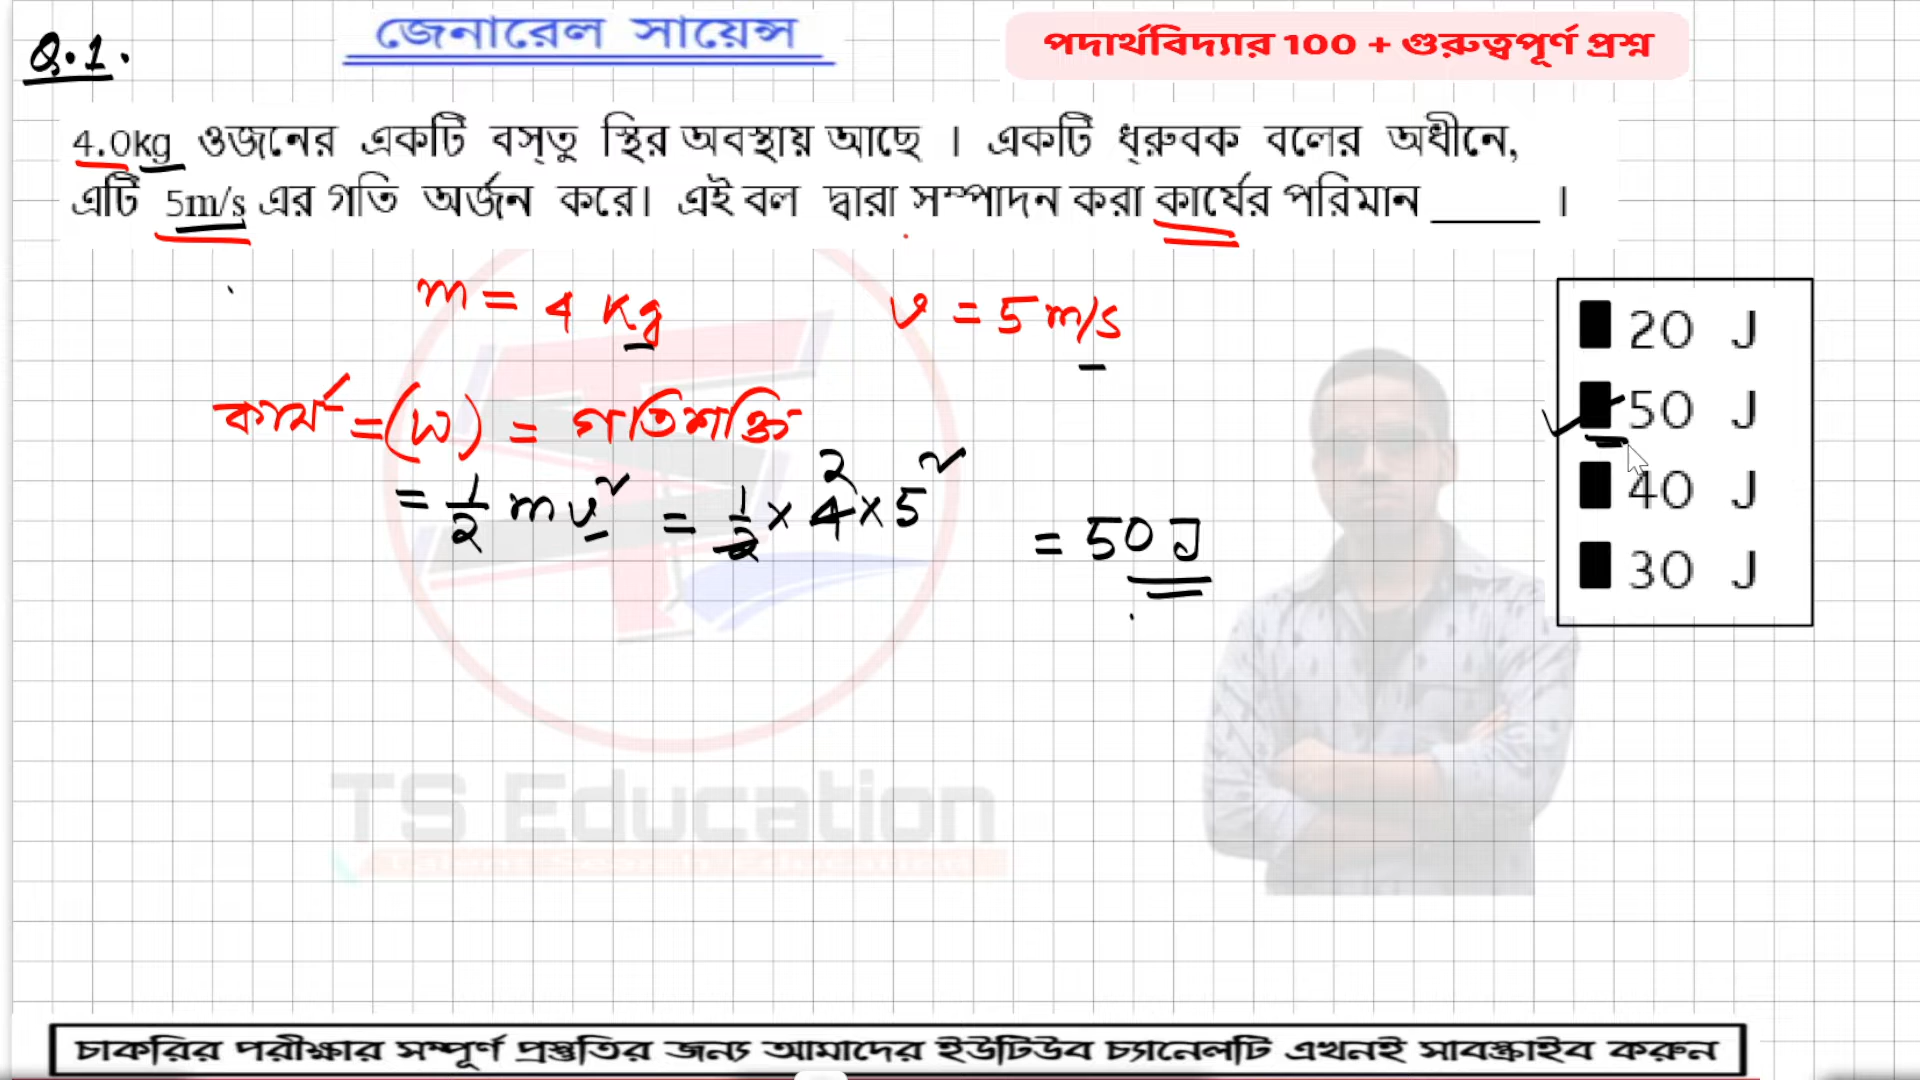 Q.1.
জেনারেল সায়েন্স
পদার্থবিদ্যার 100 + গুরুত্বপূর্ণ প্রশ্ন
4.0kg ওজনের একটি বস্তু স্থির অবস্থায় আছে । একটি ধ্রুবক বলের অধীনে,
এটি 5m/s এর গতি অর্জন করে। এই বল দ্বারা সম্পাদন করা কার্যের পরিমান _____ ।
m = 4 kg v = 5 m/s
কার্য = (W) = গতিশক্তি
= 1/2 mv² = 1/2 × 4 × 5² = 50 J
2
20 J
50 J
40 J
30 J
TS Education
চাকরির পরীক্ষার সম্পূর্ণ প্রস্তুতির জন্য আমাদের ইউটিউব চ্যানেলটি এখনই সাবস্ক্রাইব করুন